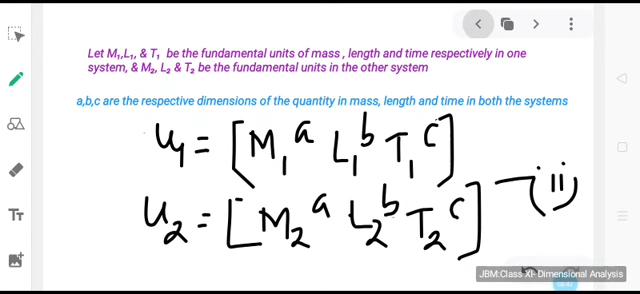 Let M₁,L₁, & T₁ be the fundamental units of mass , length and time respectively in one
system, & M₂, L₂ & T₂ be the fundamental units in the other system
a,b,c are the respective dimensions of the quantity in mass, length and time in both the systems
u₁ = [M₁ᵃ L₁ᵇ T₁ᶜ]
u₂ = [M₂ᵃ L₂ᵇ T₂ᶜ] —(ii)
Tт
JBM:Class XI- Dimensional Analysis